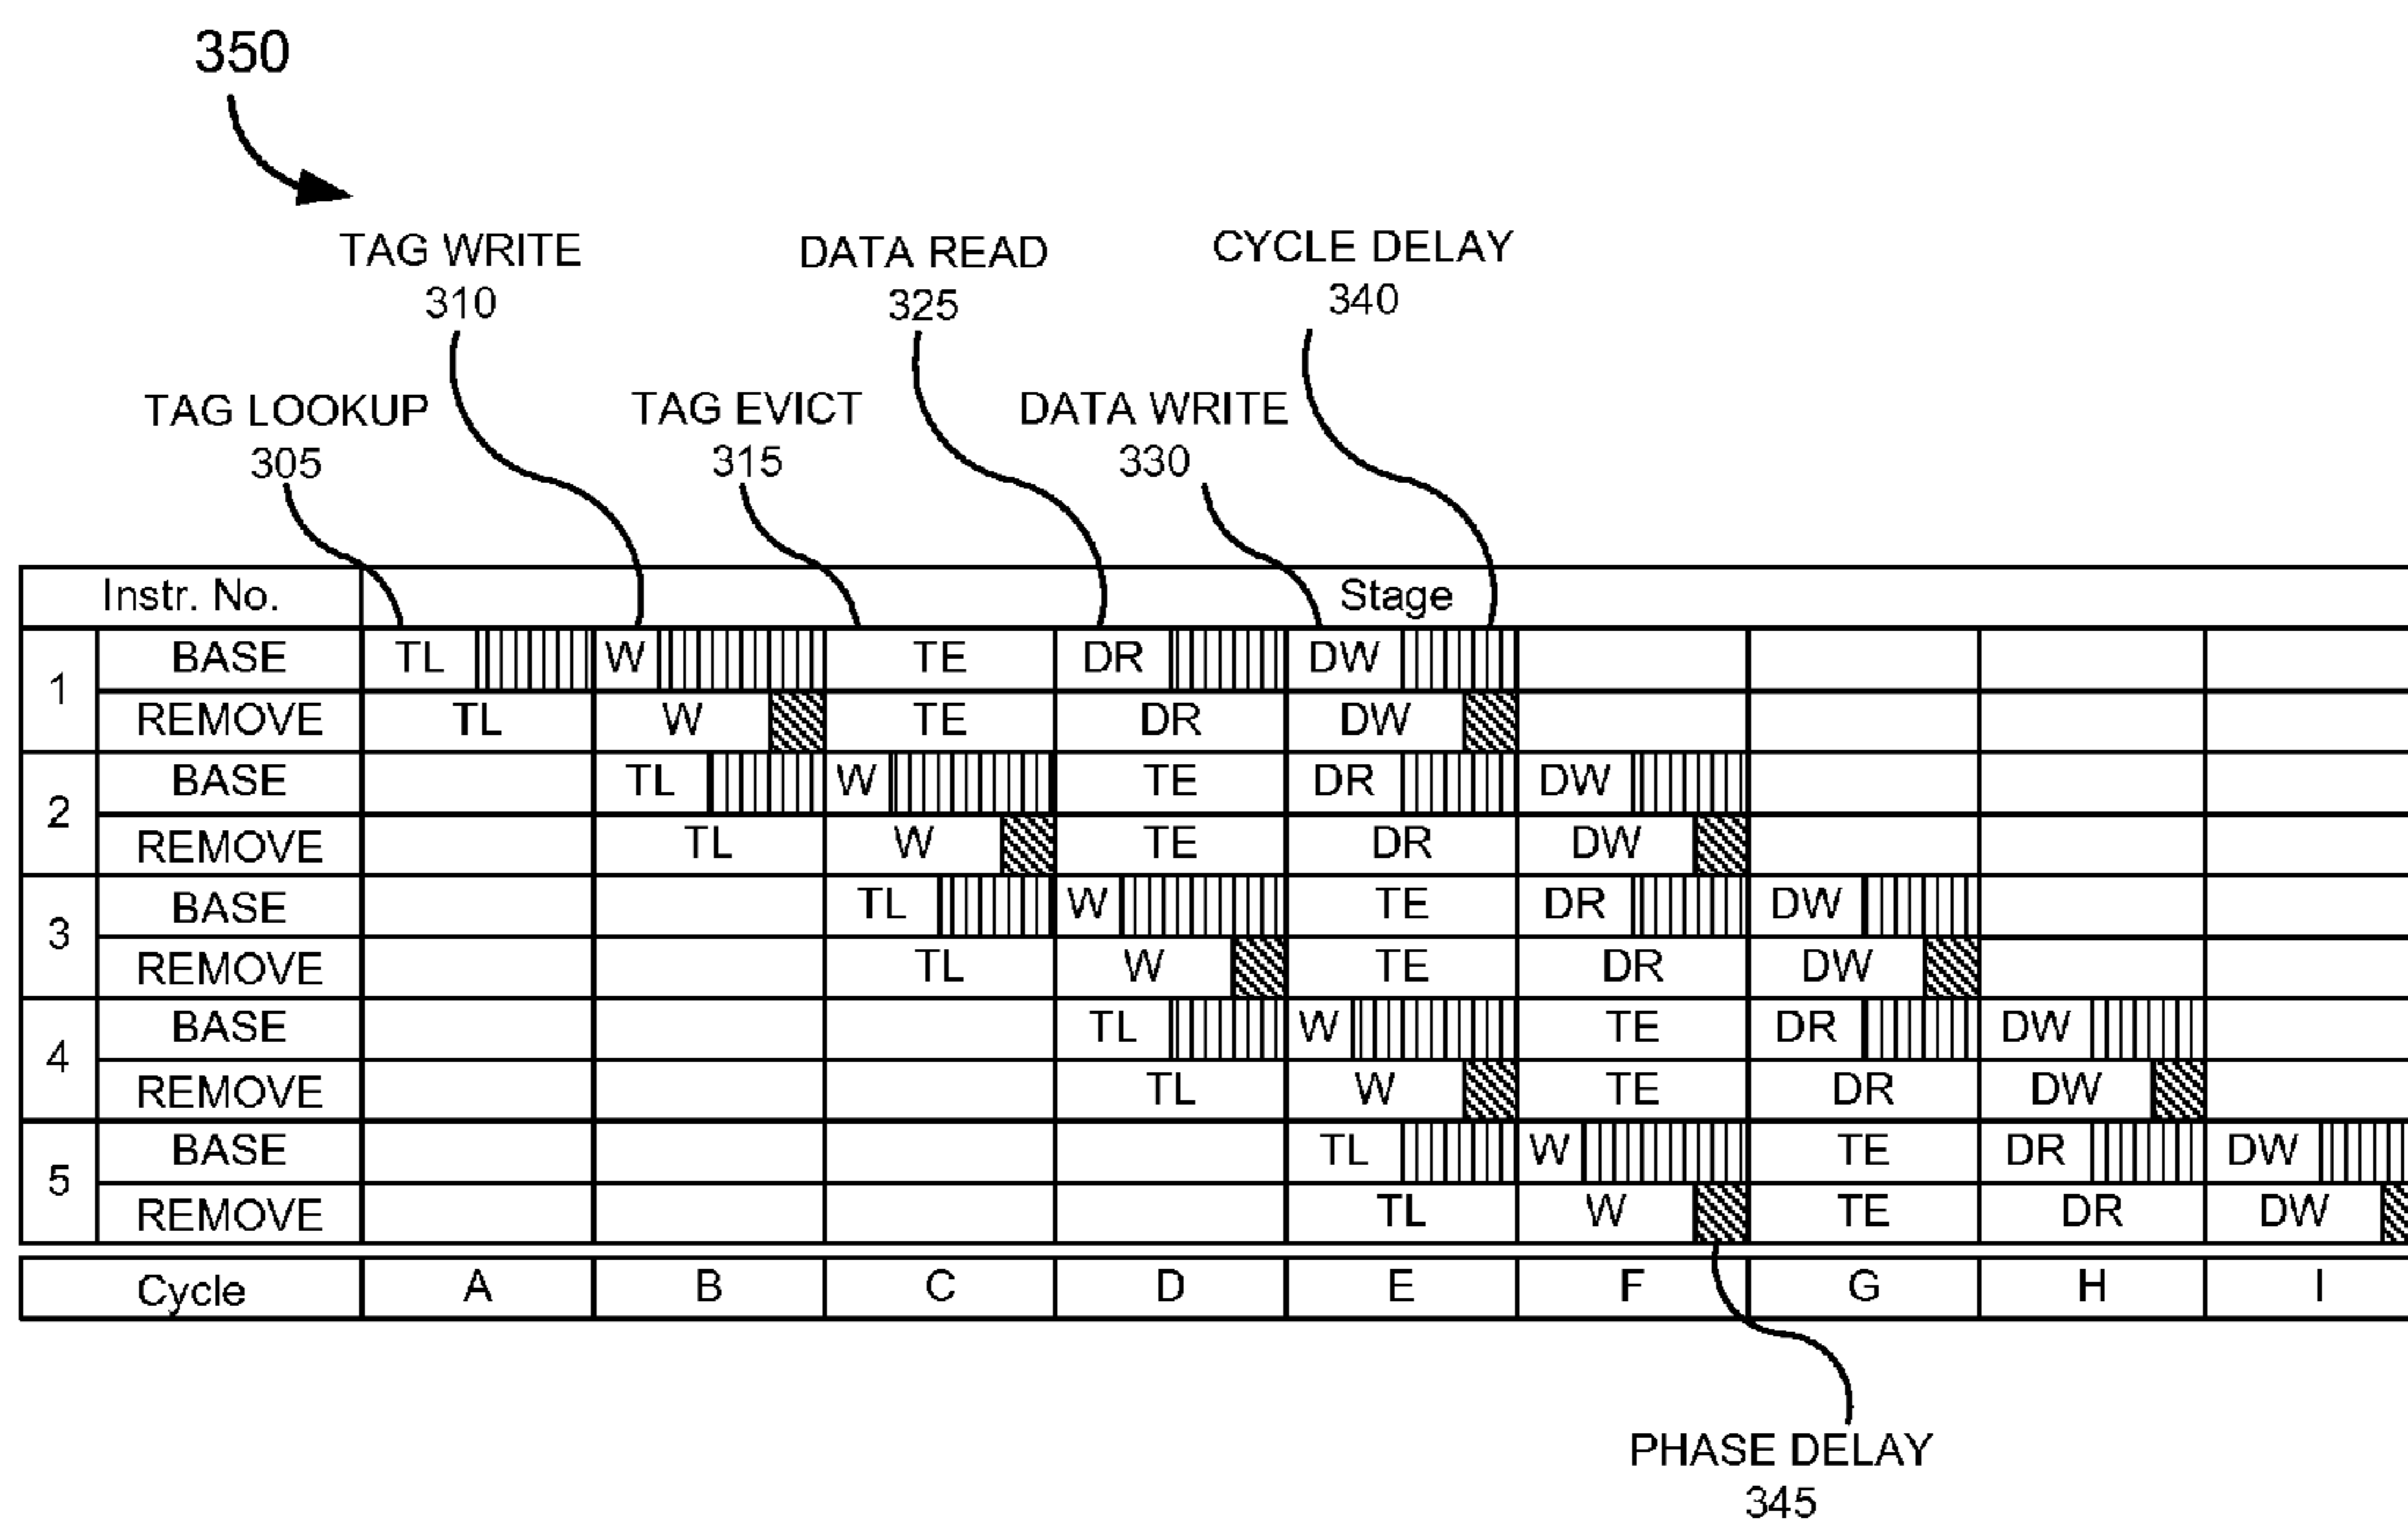 350
TAG WRITE
310
DATA READ
325
CYCLE DELAY
340
TAG LOOKUP
305
TAG EVICT
315
DATA WRITE
330
Instr. No. Stage
1 BASE TL W TE DR DW
REMOVE TL W TE DR DW
2 BASE TL W TE DR DW
REMOVE TL W TE DR DW
3 BASE TL W TE DR DW
REMOVE TL W TE DR DW
4 BASE TL W TE DR DW
REMOVE TL W TE DR DW
5 BASE TL W TE DR DW
REMOVE TL W TE DR DW
Cycle A B C D E F G H I
PHASE DELAY
345